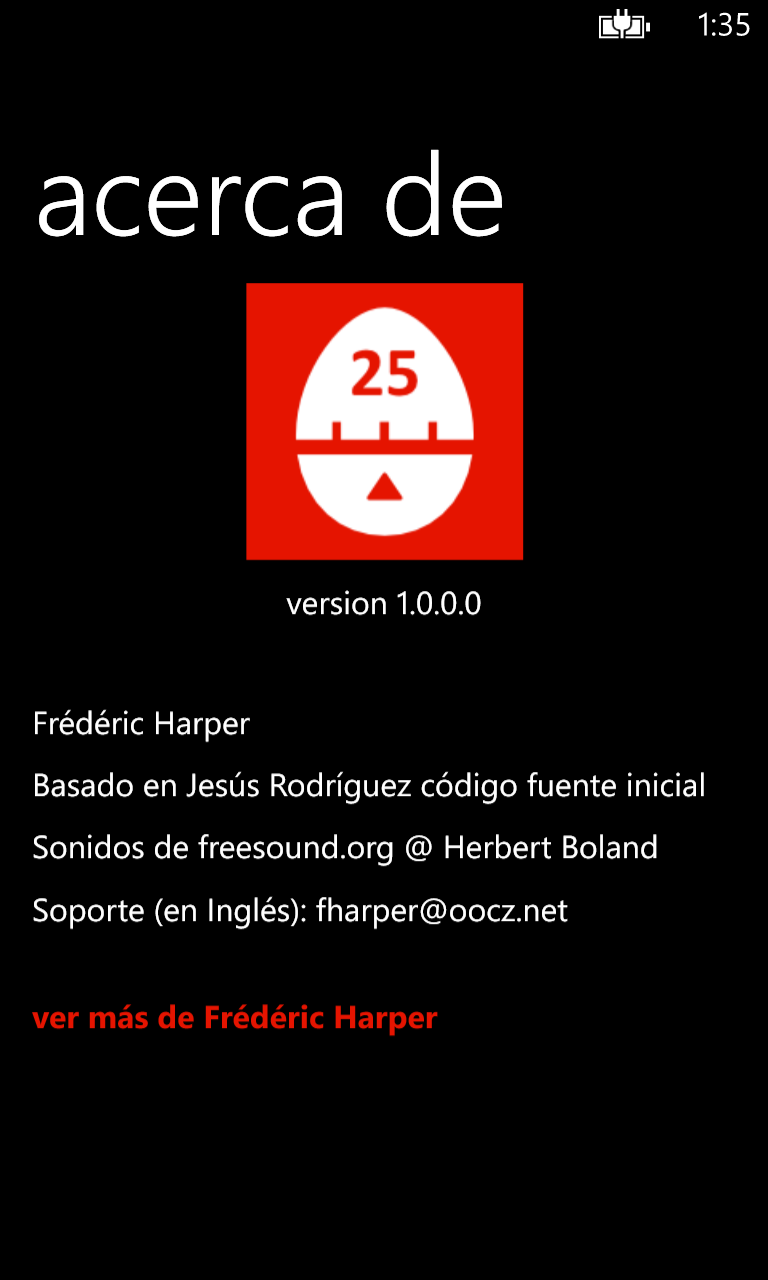 1:35
acerca de
25
version 1.0.0.0
Frédéric Harper
Basado en Jesús Rodríguez código fuente inicial
Sonidos de freesound.org @ Herbert Boland
Soporte (en Inglés): fharper@oocz.net
ver más de Frédéric Harper